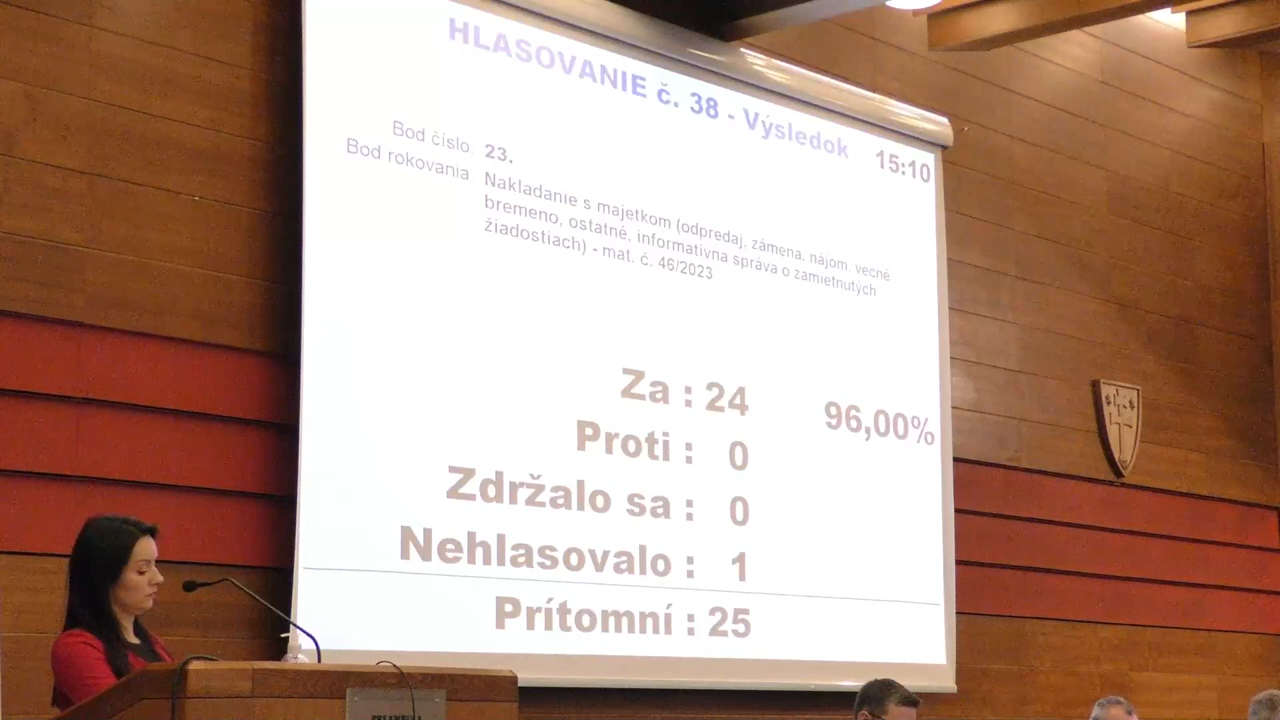 HLASOVANIE č. 38 - Výsledok
15:10
Bod číslo 23.
Bod rokovania Nakladanie s majetkom (odpredaj, zámena, nájom, vecné
bremeno, ostatné, informatívna správa o zamietnutých
žiadostiach) - mat. č. 46/2023
Za : 24 96,00%
Proti : 0
Zdržalo sa : 0
Nehlasovalo : 1
Prítomní : 25